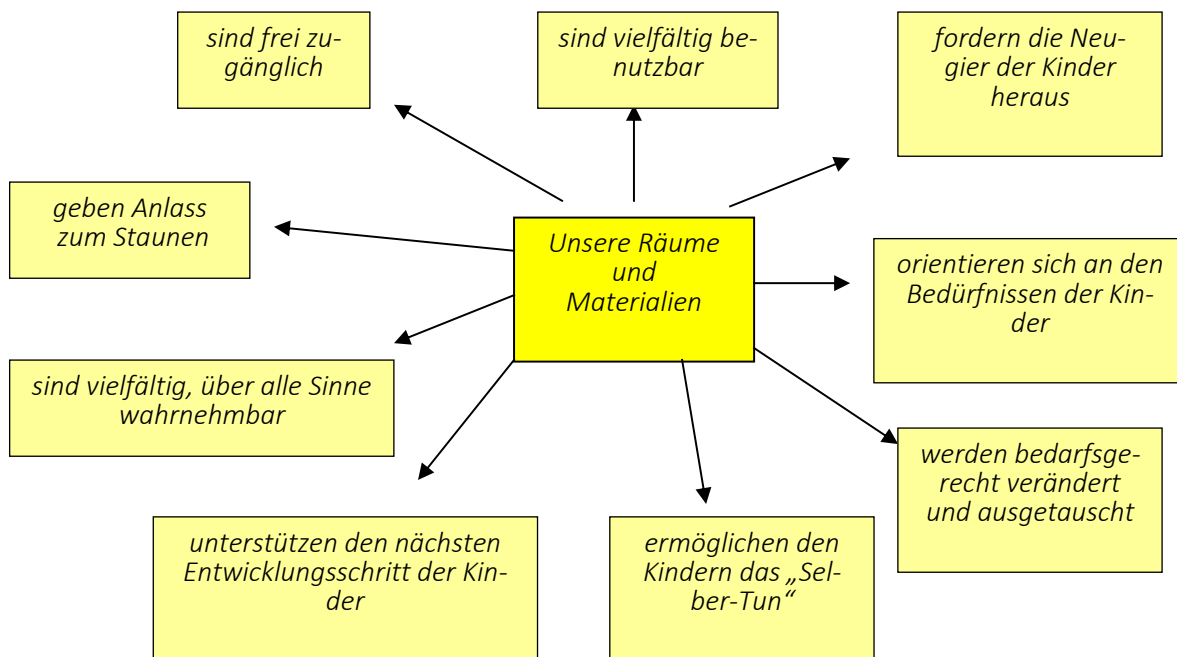 sind frei zu-
gänglich
sind vielfältig be-
nutzbar
fordern die Neu-
gier der Kinder
heraus
geben Anlass
zum Staunen
Unsere Räume
und
Materialien
orientieren sich an den
Bedürfnissen der Kin-
der
sind vielfältig, über alle Sinne
wahrnehmbar
werden bedarfsge-
recht verändert
und ausgetauscht
unterstützen den nächsten
Entwicklungsschritt der Kin-
der
ermöglichen den
Kindern das „Sel-
ber-Tun“